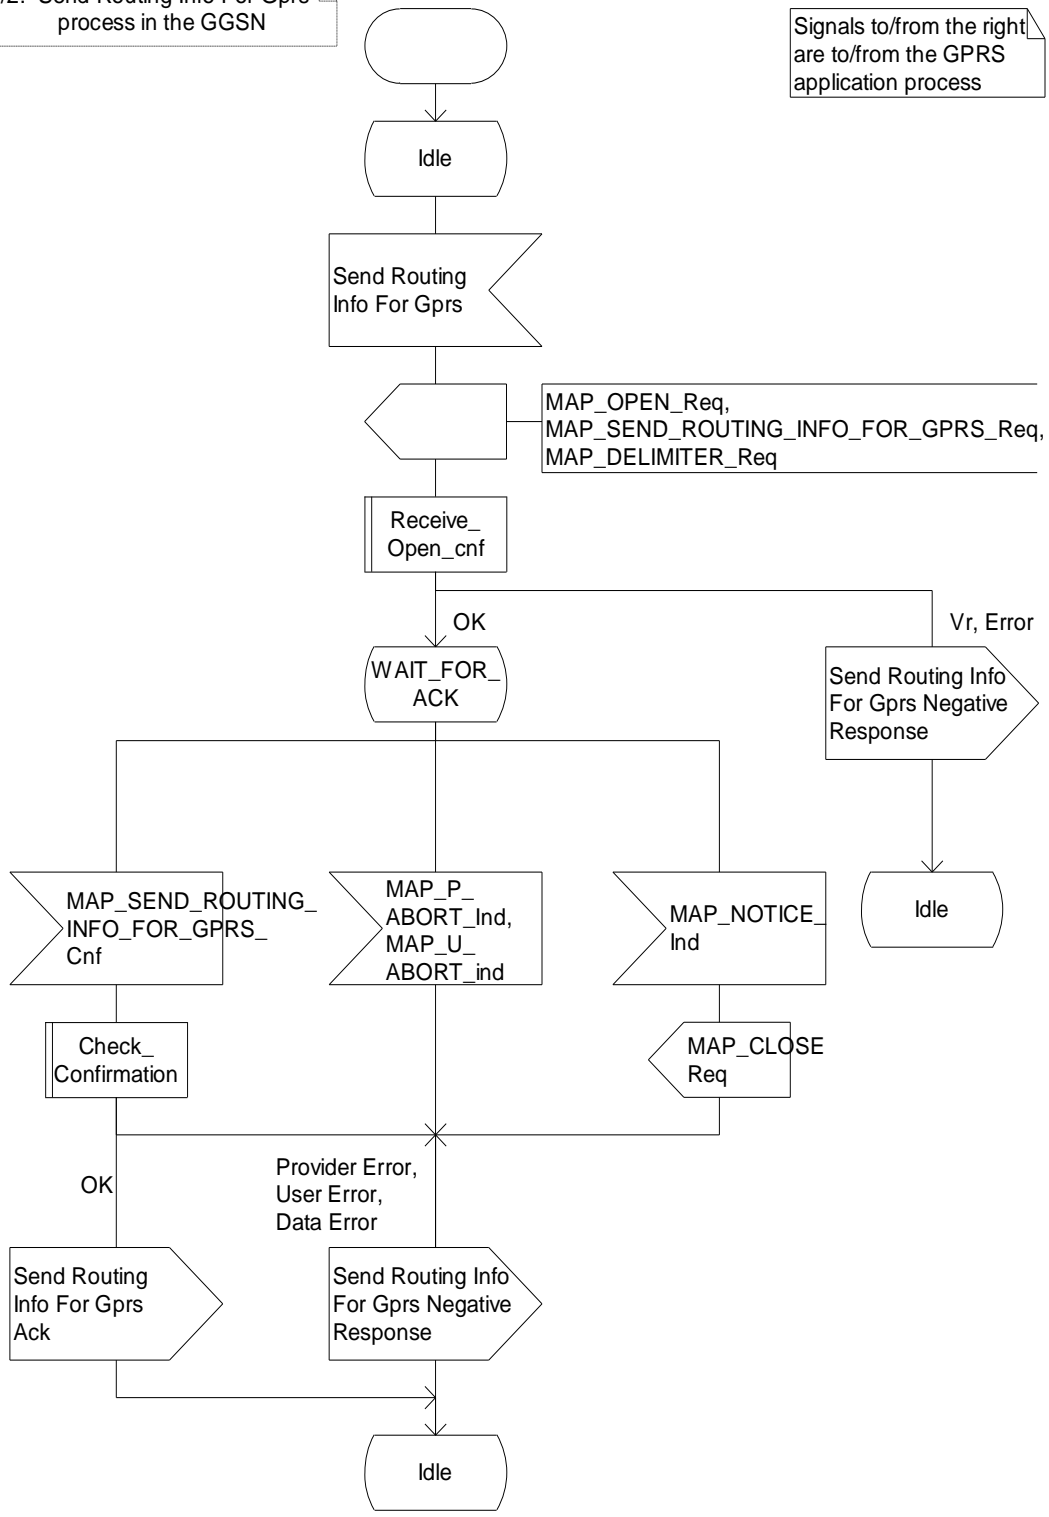 process in the GGSN
Signals to/from the right
are to/from the GPRS
application process
Idle
Send Routing
Info For Gprs
MAP_OPEN_Req,
MAP_SEND_ROUTING_INFO_FOR_GPRS_Req,
MAP_DELIMITER_Req
Receive_
Open_cnf
OK
Vr, Error
WAIT_FOR_
ACK
Send Routing Info
For Gprs Negative
Response
MAP_SEND_ROUTING_
INFO_FOR_GPRS_
Cnf
MAP_P_
ABORT_Ind,
MAP_U_
ABORT_ind
MAP_NOTICE_
Ind
Idle
Check_
Confirmation
MAP_CLOSE
Req
OK
Provider Error,
User Error,
Data Error
Send Routing
Info For Gprs
Ack
Send Routing Info
For Gprs Negative
Response
Idle